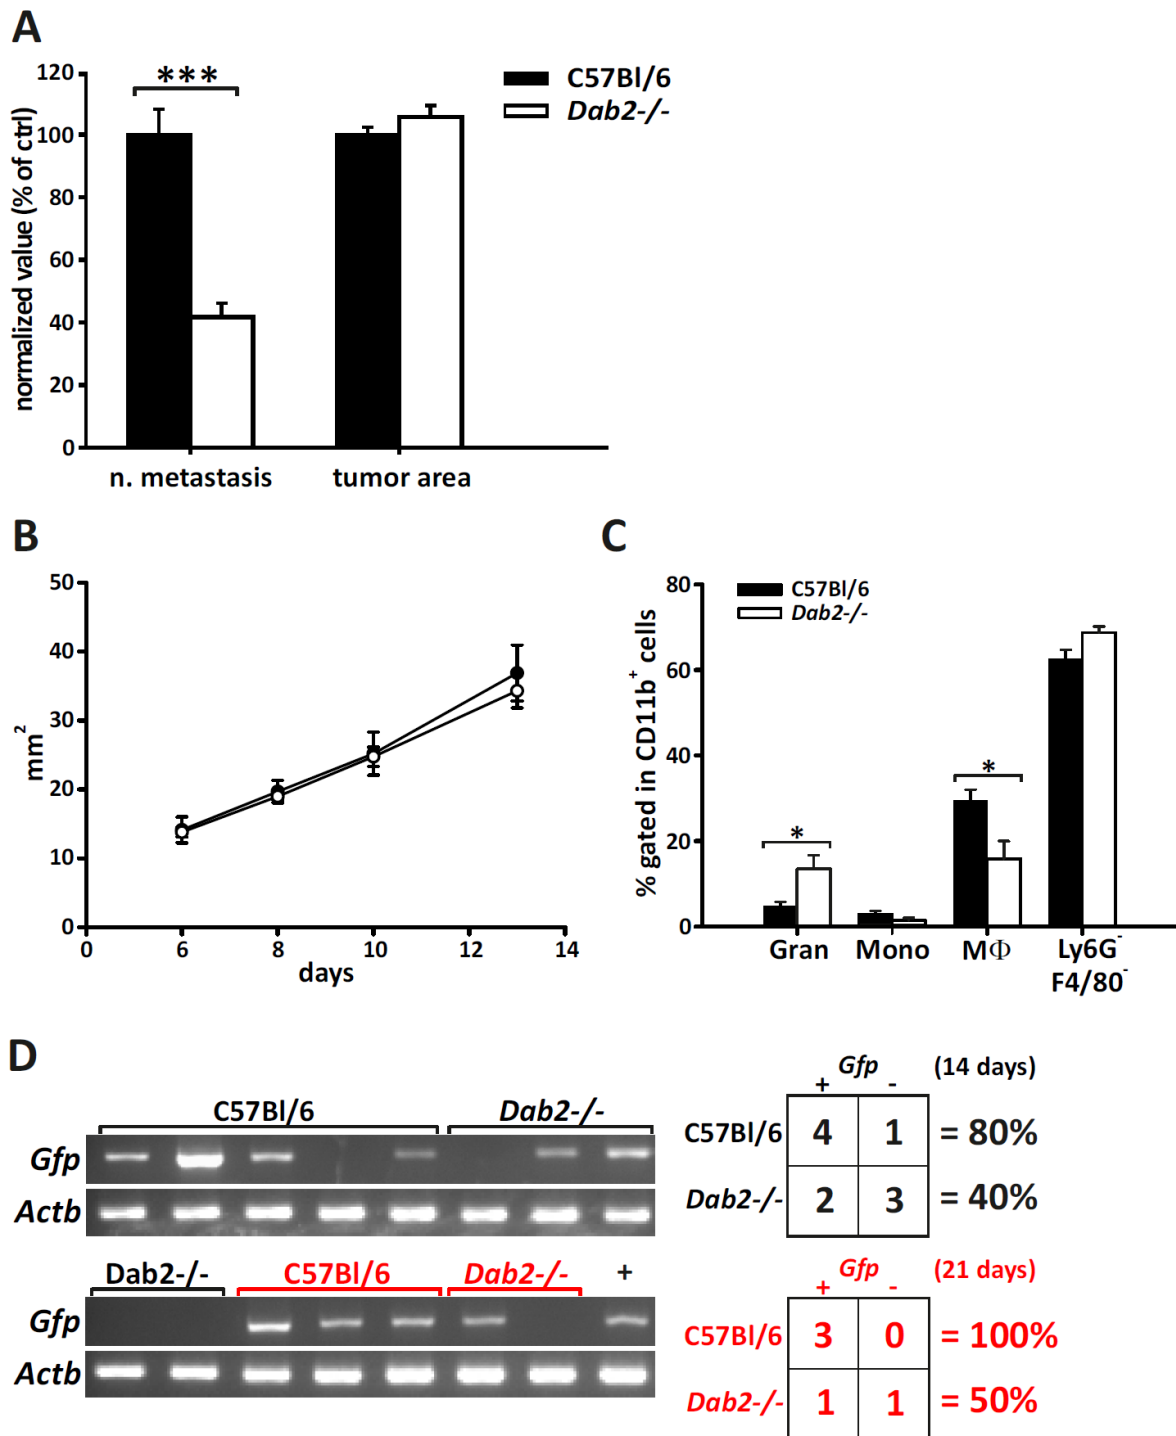 A
120
100
80
60
40
20
0
normalized value (% of ctrl)
***
C57Bl/6
Dab2-/-
n. metastasis
tumor area
B
50
40
30
20
10
0
mm²
0
6
8
10
12
14
days
C
80
60
40
20
0
% gated in CD11b⁺ cells
C57Bl/6
Dab2-/-
*
*
Gran
Mono
MΦ
Ly6G⁻
F4/80⁻
D
C57Bl/6
Dab2-/-
Gfp
Actb
Dab2-/-
C57Bl/6
Dab2-/-
+
Gfp
Actb
Gfp
(14 days)
+ -
C57Bl/6 4 1 = 80%
Dab2-/- 2 3 = 40%
Gfp
(21 days)
+ -
C57Bl/6 3 0 = 100%
Dab2-/- 1 1 = 50%